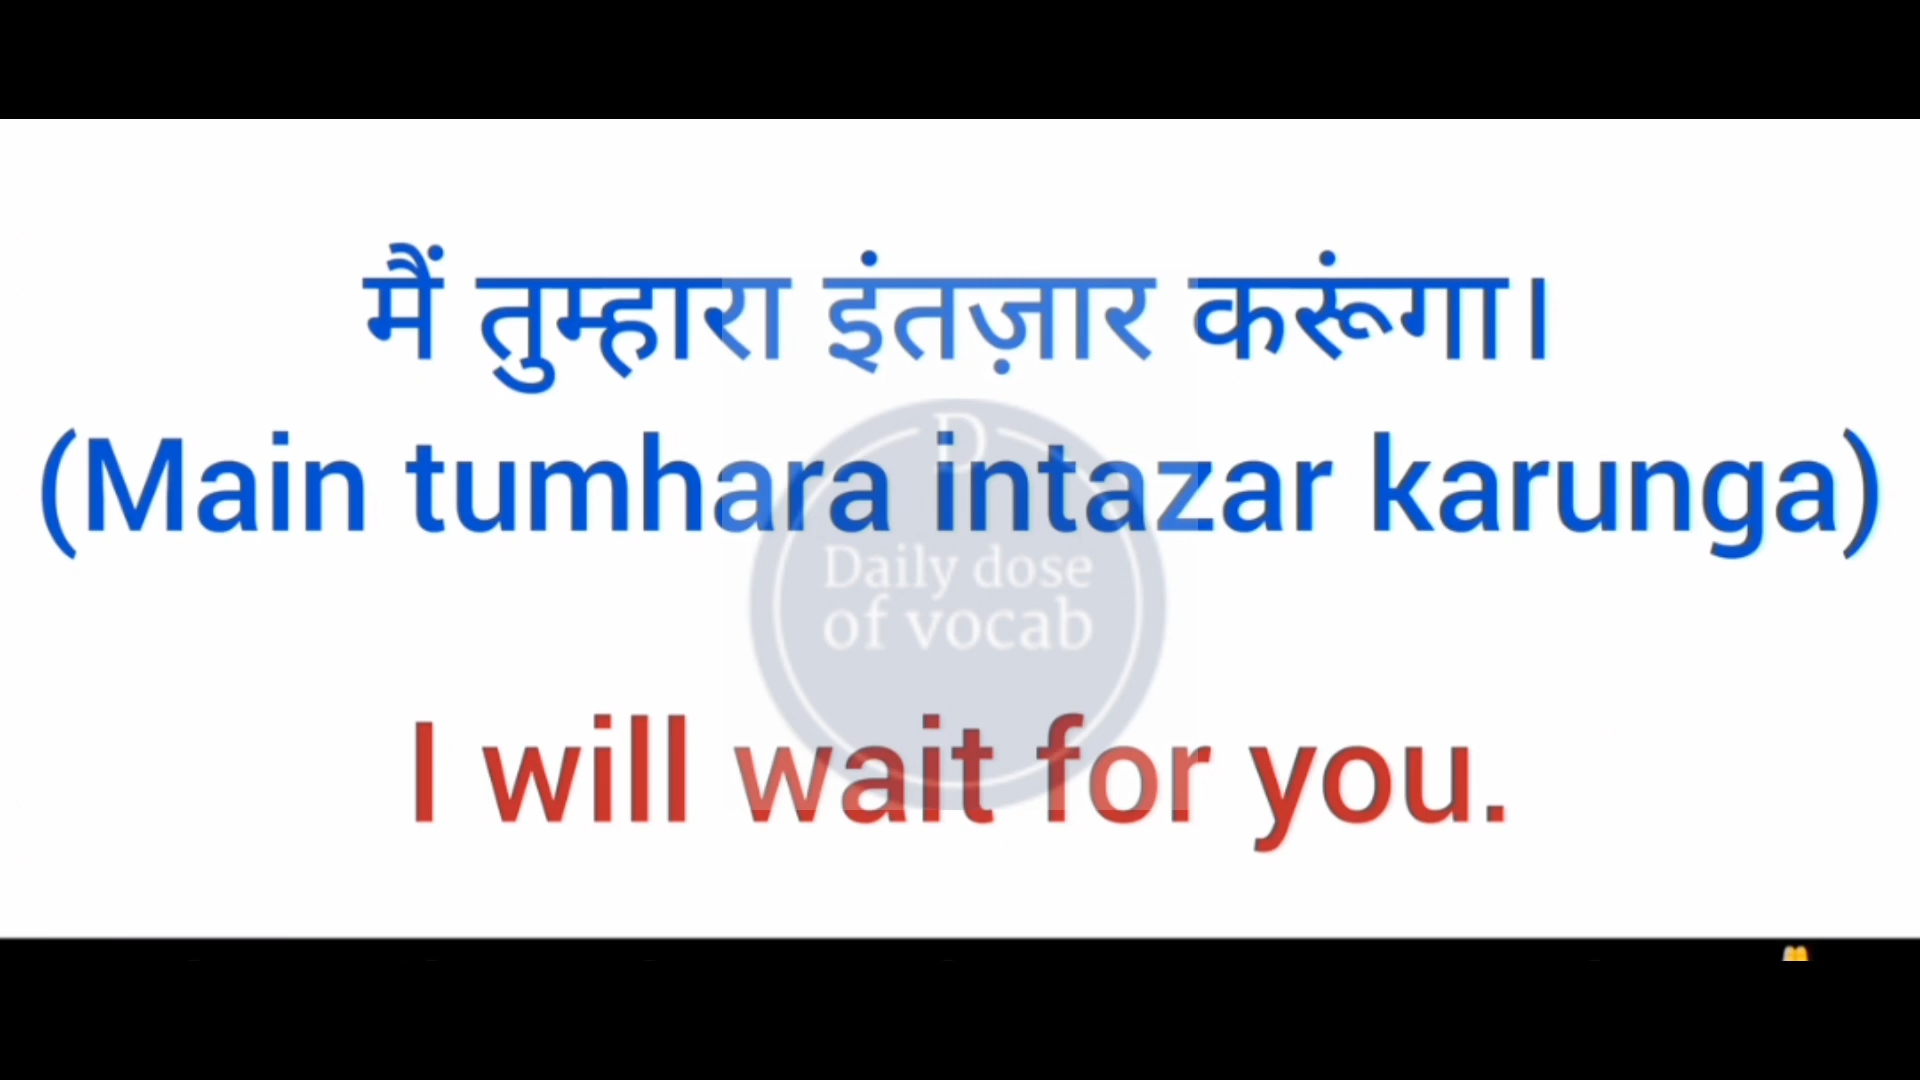 मैं तुम्हारा इंतज़ार करूंगा।
(Main tumhara intazar karunga)
D
Daily dose
of vocab
I will wait for you.